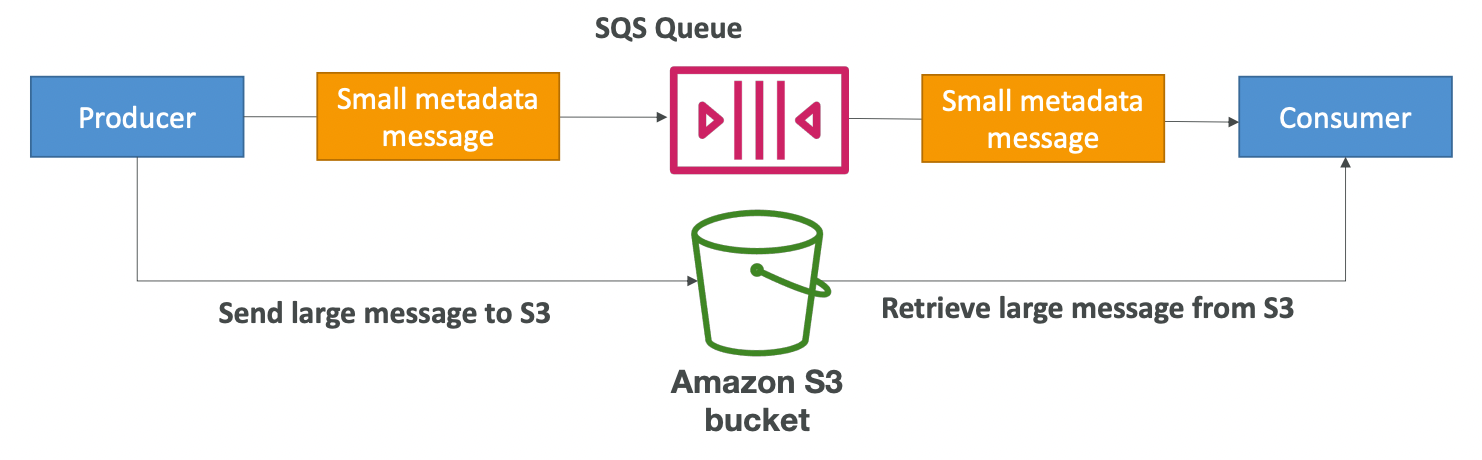 SQS Queue
Producer
Small metadata
message
Small metadata
message
Consumer
Send large message to S3
Retrieve large message from S3
Amazon S3
bucket